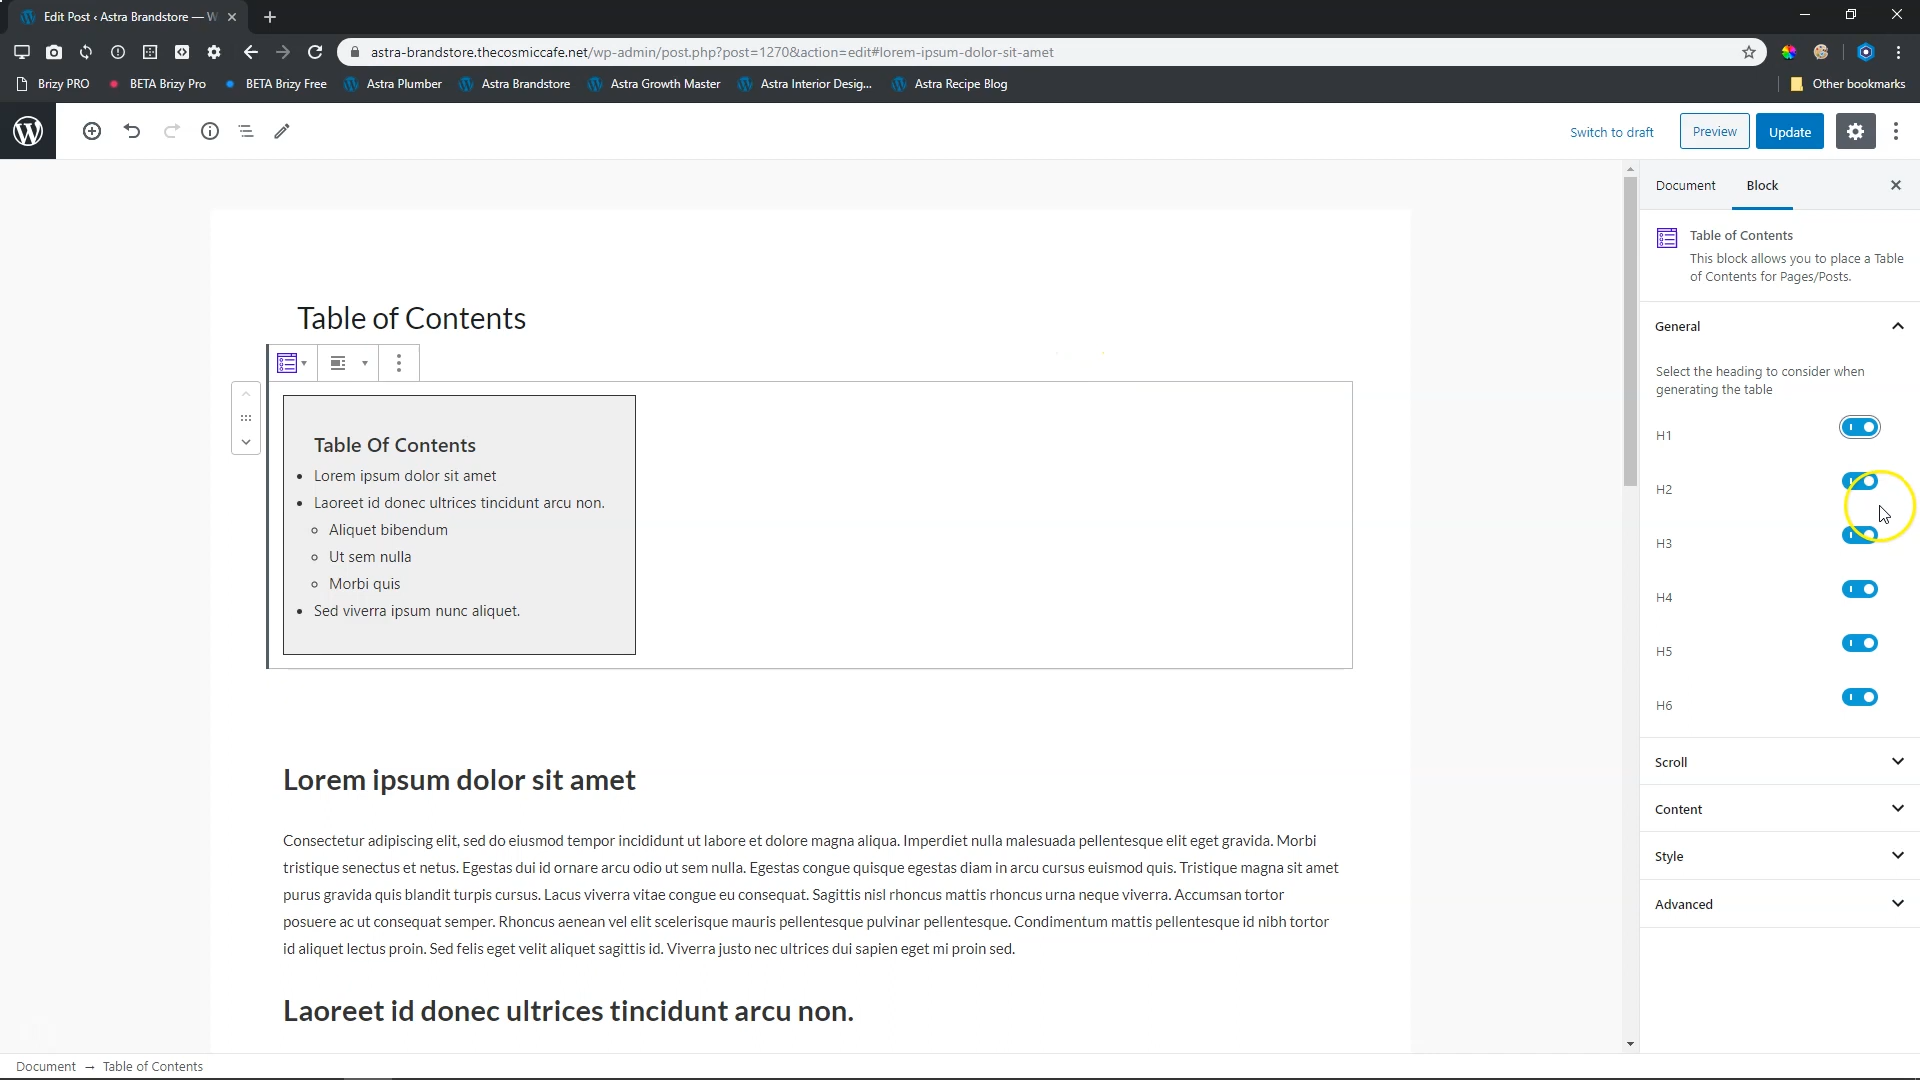 Edit Post ‹ Astra Brandstore — W
astra-brandstore.thecosmiccafe.net/wp-admin/post.php?post=1270&action=edit#lorem-ipsum-dolor-sit-amet
Brizy PRO BETA Brizy Pro BETA Brizy Free Astra Plumber Astra Brandstore Astra Growth Master Astra Interior Desig... Astra Recipe Blog Other bookmarks
Switch to draft Preview Update
Document Block
Table of Contents
This block allows you to place a Table
of Contents for Pages/Posts.
General
Select the heading to consider when
generating the table
H1
H2
H3
H4
H5
H6
Scroll
Content
Style
Advanced
Table of Contents
Table Of Contents
Lorem ipsum dolor sit amet
Laoreet id donec ultrices tincidunt arcu non.
Aliquet bibendum
Ut sem nulla
Morbi quis
Sed viverra ipsum nunc aliquet.
Lorem ipsum dolor sit amet
Consectetur adipiscing elit, sed do eiusmod tempor incididunt ut labore et dolore magna aliqua. Imperdiet nulla malesuada pellentesque elit eget gravida. Morbi
tristique senectus et netus. Egestas dui id ornare arcu odio ut sem nulla. Egestas congue quisque egestas diam in arcu cursus euismod quis. Tristique magna sit amet
purus gravida quis blandit turpis cursus. Lacus viverra vitae congue eu consequat. Sagittis nisl rhoncus mattis rhoncus urna neque viverra. Accumsan tortor
posuere ac ut consequat semper. Rhoncus aenean vel elit scelerisque mauris pellentesque pulvinar pellentesque. Condimentum mattis pellentesque id nibh tortor
id aliquet lectus proin. Sed felis eget velit aliquet sagittis id. Viverra justo nec ultrices dui sapien eget mi proin sed.
Laoreet id donec ultrices tincidunt arcu non.
Document → Table of Contents